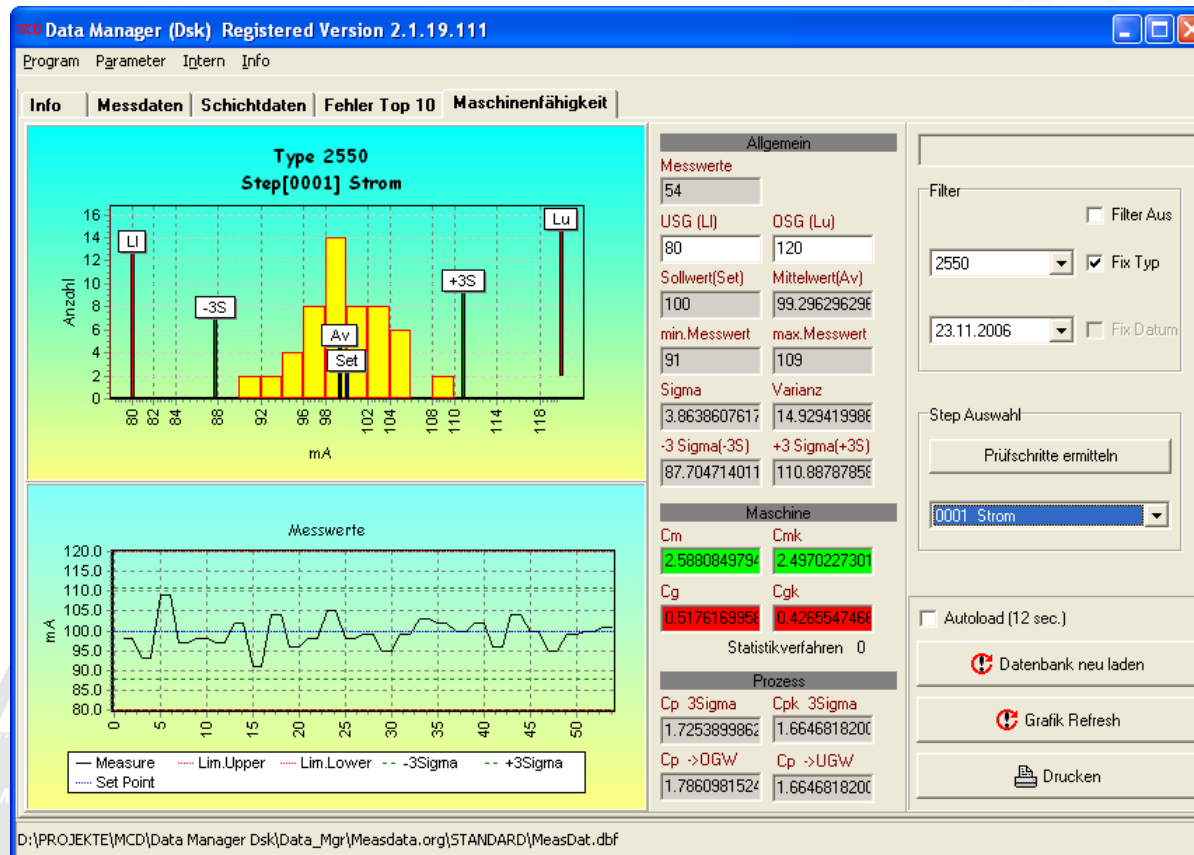 MCD Data Manager (Dsk) Registered Version 2.1.19.111
Program Parameter Intern Info
Info Messdaten Schichtdaten Fehler Top 10 Maschinenfähigkeit
Type 2550
Step[0001] Strom
Anzahl
16
14
12
10
8
6
4
2
0
Ll
-3S
Av
Set
+3S
Lu
80 82 84 88 92 96 98 102 104 108 110 114 118
mA
Messwerte
mA
120.0
115.0
110.0
105.0
100.0
95.0
90.0
85.0
80.0
0 5 10 15 20 25 30 35 40 45 50
Measure Lim.Upper Lim.Lower -3Sigma +3Sigma
Set Point
Allgemein
Messwerte
54
USG (Ll) OSG (Lu)
80 120
Sollwert(Set) Mittelwert(Av)
100 99.296296296
min.Messwert max.Messwert
91 109
Sigma Varianz
3.8638607617 14.929419986
-3 Sigma(-3S) +3 Sigma(+3S)
87.704714011 110.88787858
Maschine
Cm Cmk
2.5880849794 2.4970227301
Cg Cgk
0.5176169958 0.4265547466
Statistikverfahren 0
Prozess
Cp 3Sigma Cpk 3Sigma
1.7253899862 1.6646818200
Cp ->OGW Cp ->UGW
1.7860981524 1.6646818200
Filter
Filter Aus
2550 Fix Typ
23.11.2006 Fix Datum
Step Auswahl
Prüfschritte ermitteln
0001 Strom
Autoload (12 sec.)
Datenbank neu laden
Grafik Refresh
Drucken
D:\PROJEKTE\MCD\Data Manager Dsk\Data_Mgr\Measdata.org\STANDARD\MeasDat.dbf